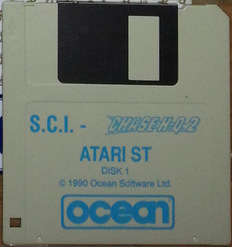 S.C.I. - CHASE-H.Q.-2
ATARI ST
DISK 1
© 1990 Ocean Software Ltd.
ocean